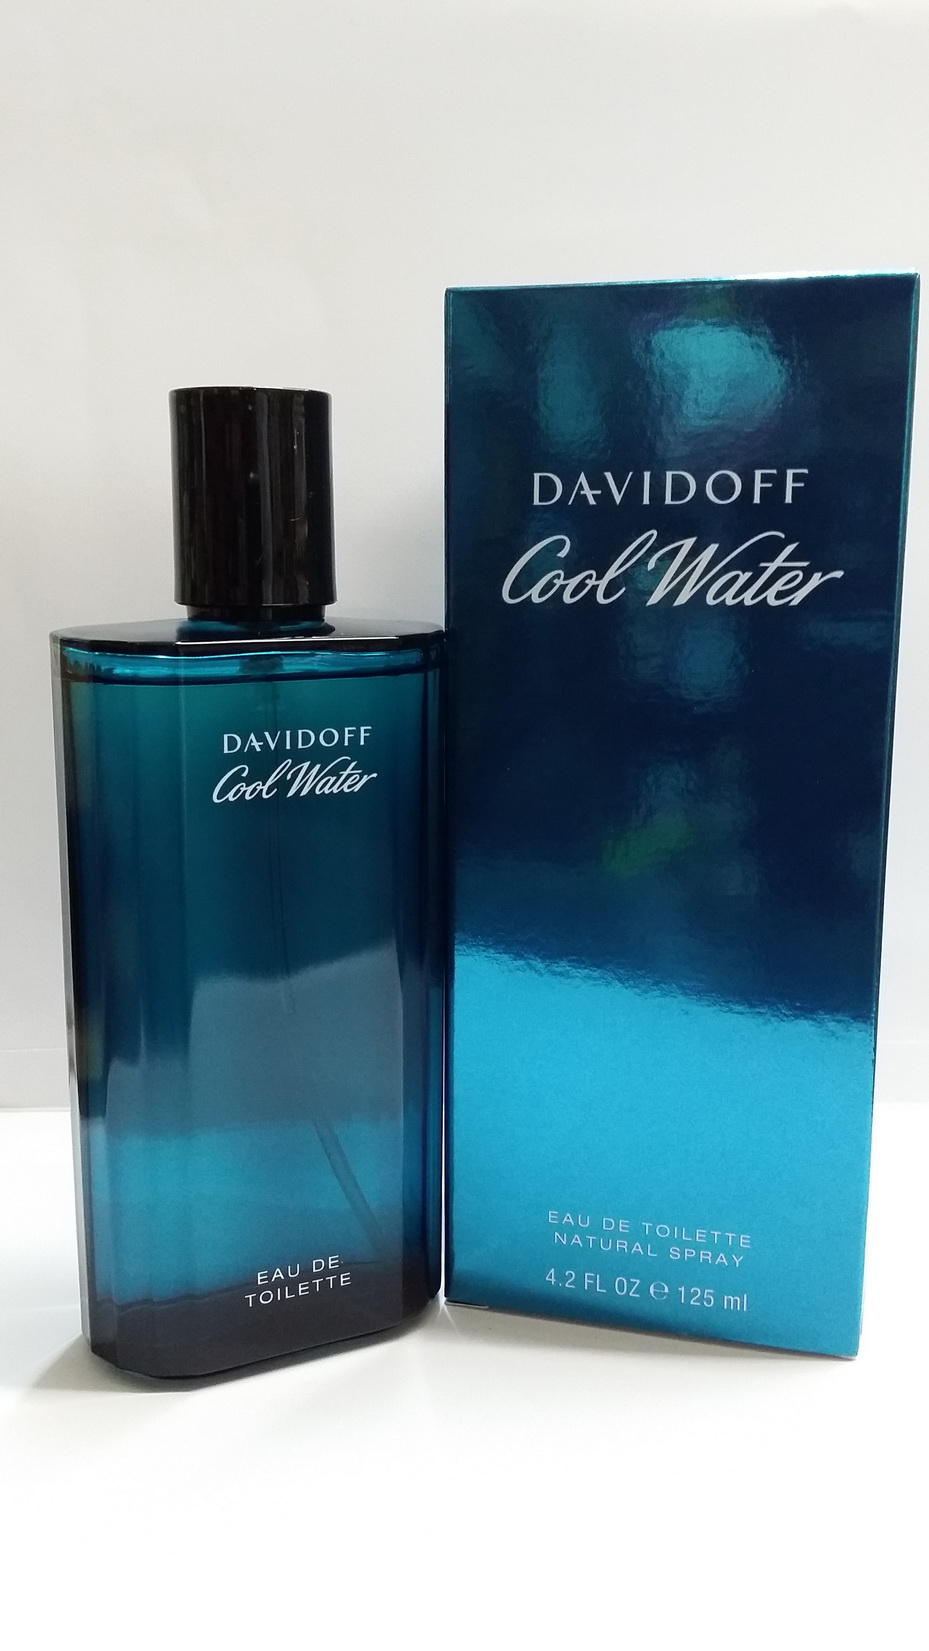 DAVIDOFF
Cool Water
EAU DE
TOILETTE
DAVIDOFF
Cool Water
EAU DE TOILETTE
NATURAL SPRAY
4.2 FL OZ ℮ 125 ml